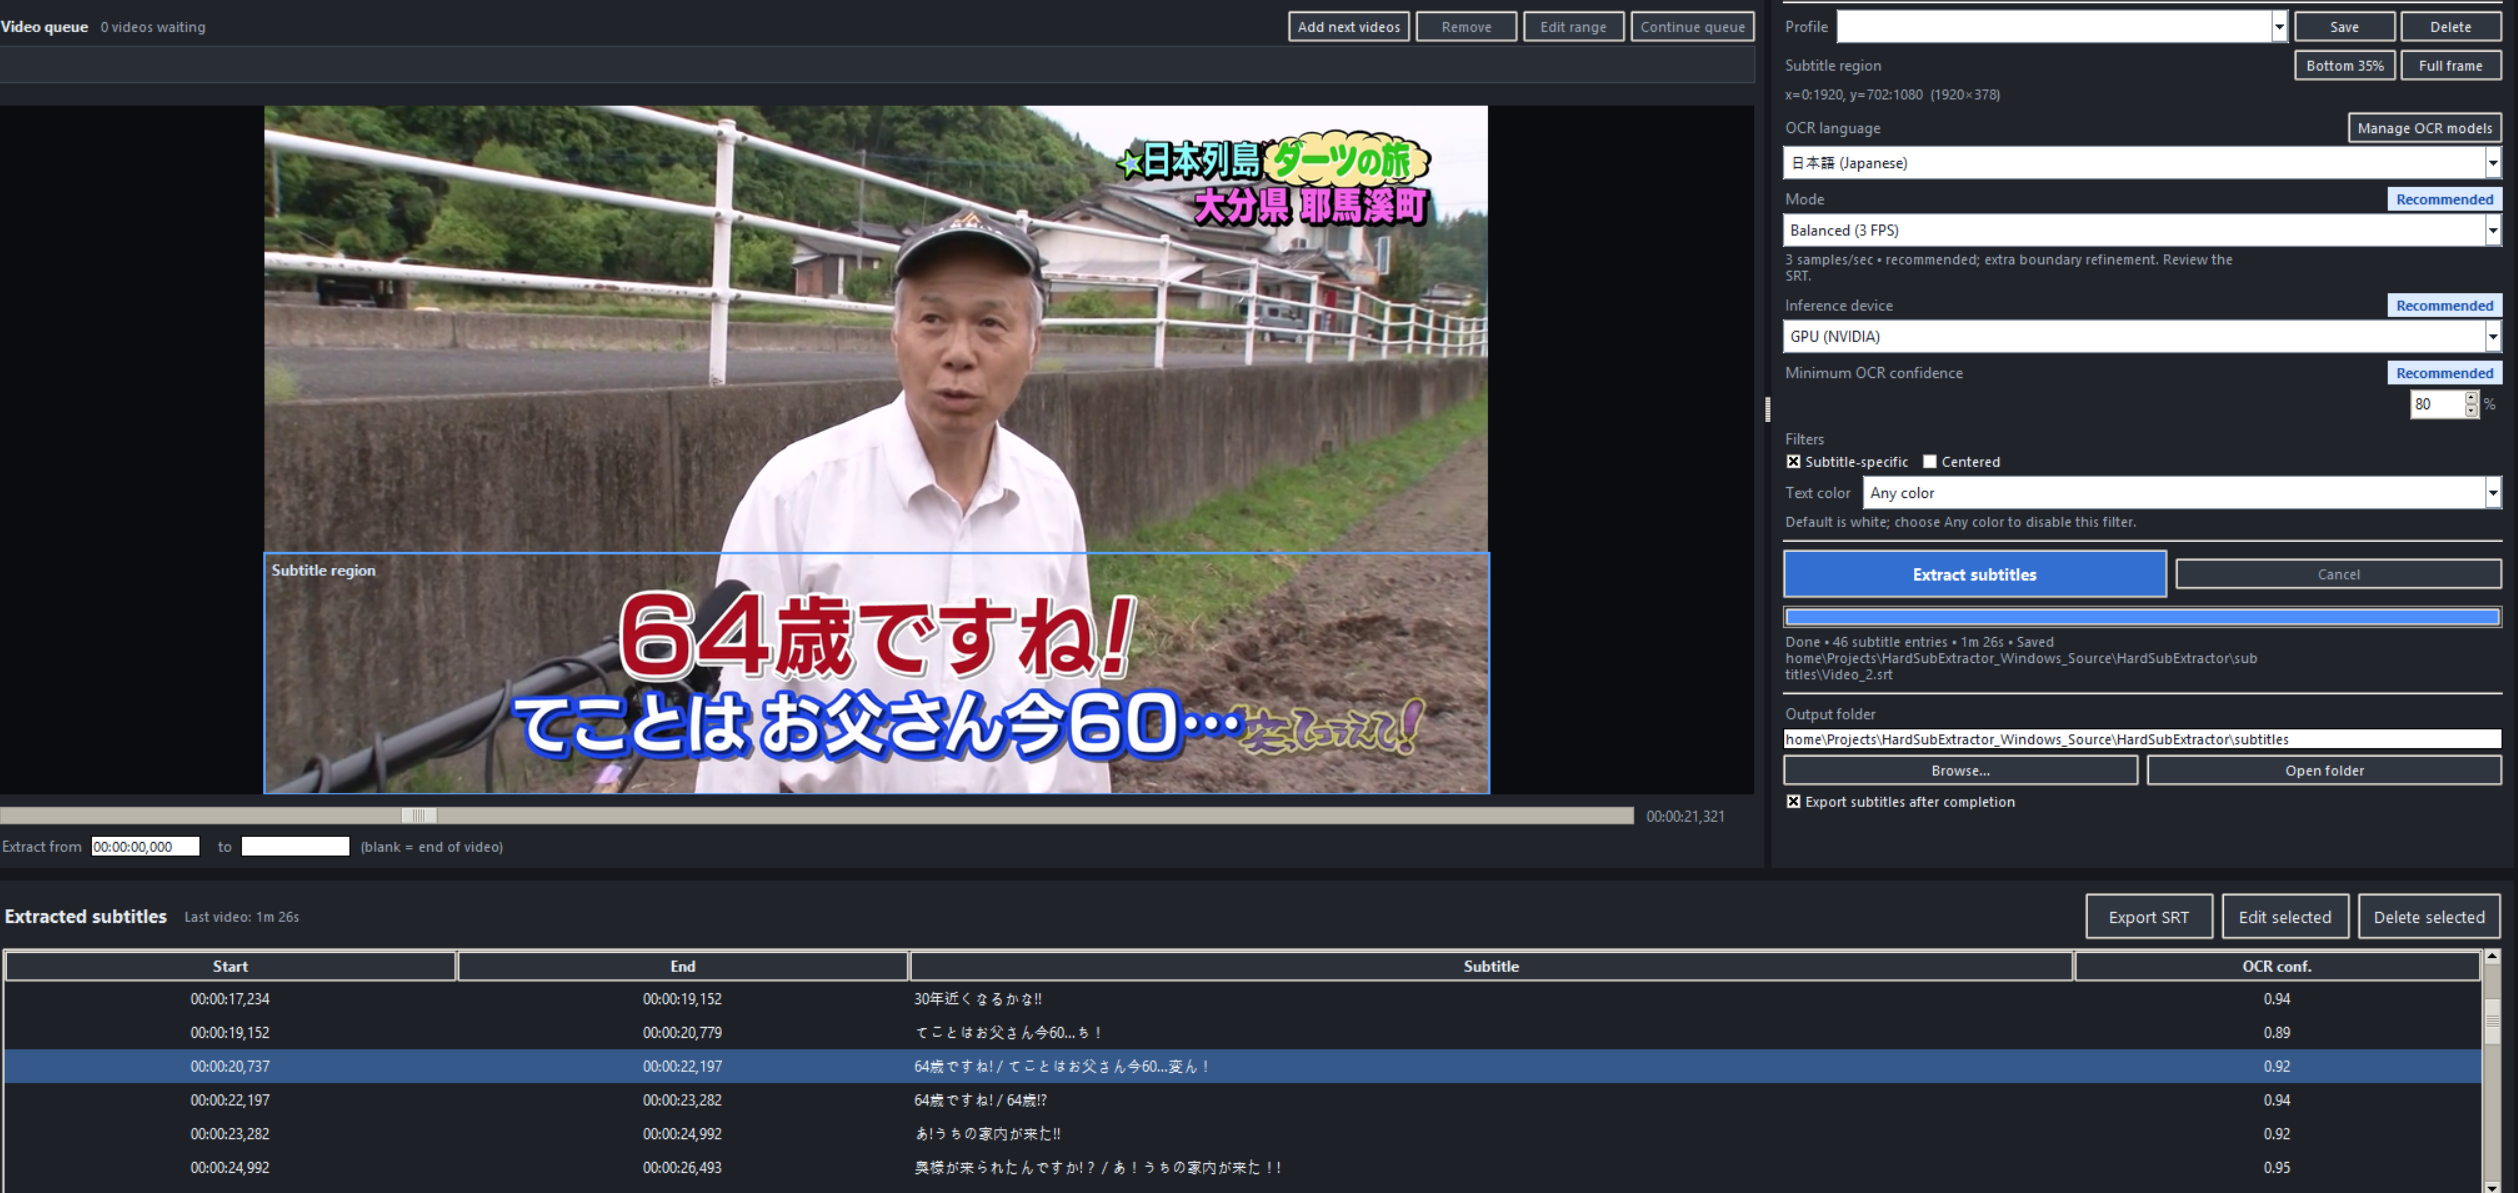 Video queue 0 videos waiting
Add next videos Remove Edit range Continue queue
★日本列島 ダーツの旅
大分県 耶馬溪町
Subtitle region
64歳ですね!
てことは お父さん今60…
笑ってコラえて!
00:00:21,321
Extract from 00:00:00,000 to (blank = end of video)
Profile Save Delete
Subtitle region Bottom 35% Full frame
x=0:1920, y=702:1080 (1920×378)
OCR language Manage OCR models
日本語 (Japanese)
Mode Recommended
Balanced (3 FPS)
3 samples/sec • recommended; extra boundary refinement. Review the
SRT.
Inference device Recommended
GPU (NVIDIA)
Minimum OCR confidence Recommended
80 %
Filters
Subtitle-specific Centered
Text color Any color
Default is white; choose Any color to disable this filter.
Extract subtitles Cancel
Done • 46 subtitle entries • 1m 26s • Saved
home\Projects\HardSubExtractor_Windows_Source\HardSubExtractor\sub
titles\Video_2.srt
Output folder
home\Projects\HardSubExtractor_Windows_Source\HardSubExtractor\subtitles
Browse... Open folder
Export subtitles after completion
Extracted subtitles Last video: 1m 26s
Export SRT Edit selected Delete selected
Start End Subtitle OCR conf.
00:00:17,234 00:00:19,152 30年近くなるかな!! 0.94
00:00:19,152 00:00:20,779 てことはお父さん今60...ち！ 0.89
00:00:20,737 00:00:22,197 64歳ですね! / てことはお父さん今60...変ん！ 0.92
00:00:22,197 00:00:23,282 64歳ですね! / 64歳!? 0.94
00:00:23,282 00:00:24,992 あ!うちの家内が来た!! 0.92
00:00:24,992 00:00:26,493 奥様が来られたんですか!？ / あ！うちの家内が来た！! 0.95